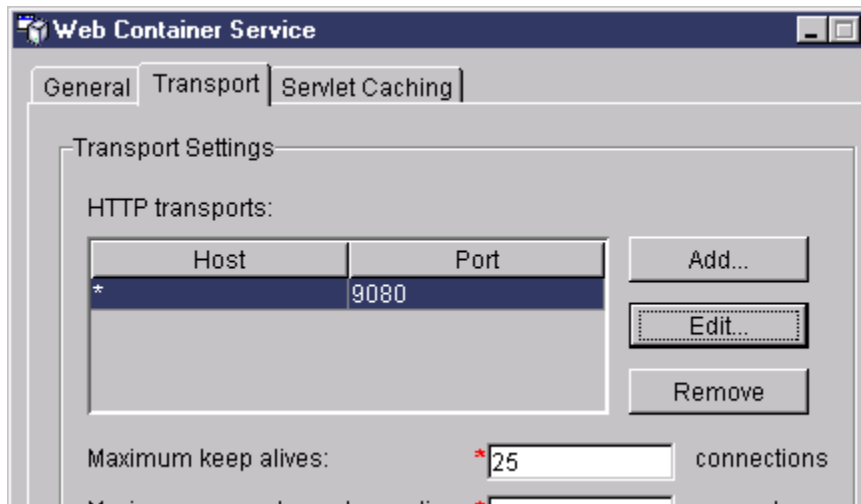 Web Container Service
General Transport Servlet Caching
Transport Settings
HTTP transports:
Host Port
* 9080
Add...
Edit...
Remove
Maximum keep alives: *25 connections
*